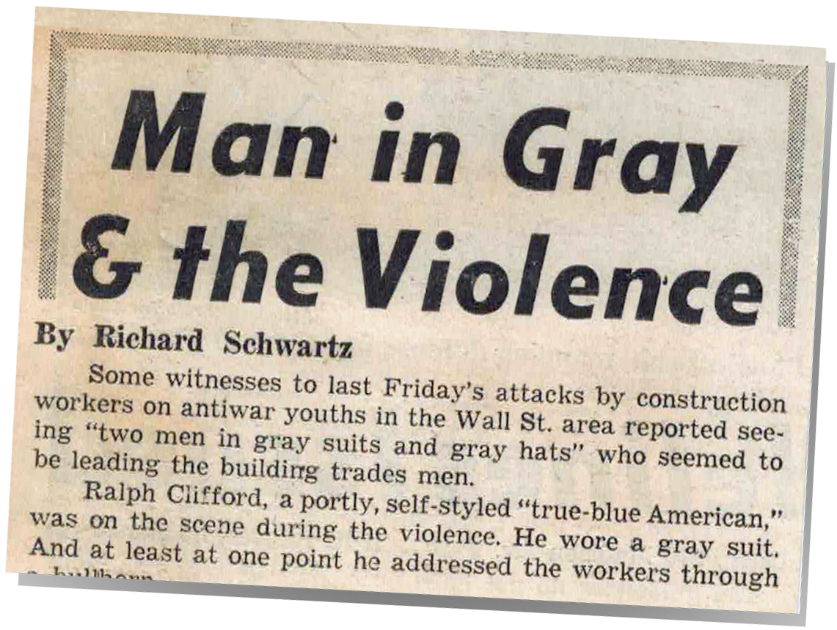 Man in Gray
& the Violence
By Richard Schwartz
Some witnesses to last Friday's attacks by construction
workers on antiwar youths in the Wall St. area reported see-
ing "two men in gray suits and gray hats" who seemed to
be leading the building trades men.
Ralph Clifford, a portly, self-styled "true-blue American,"
was on the scene during the violence. He wore a gray suit.
And at least at one point he addressed the workers through
a bullhorn